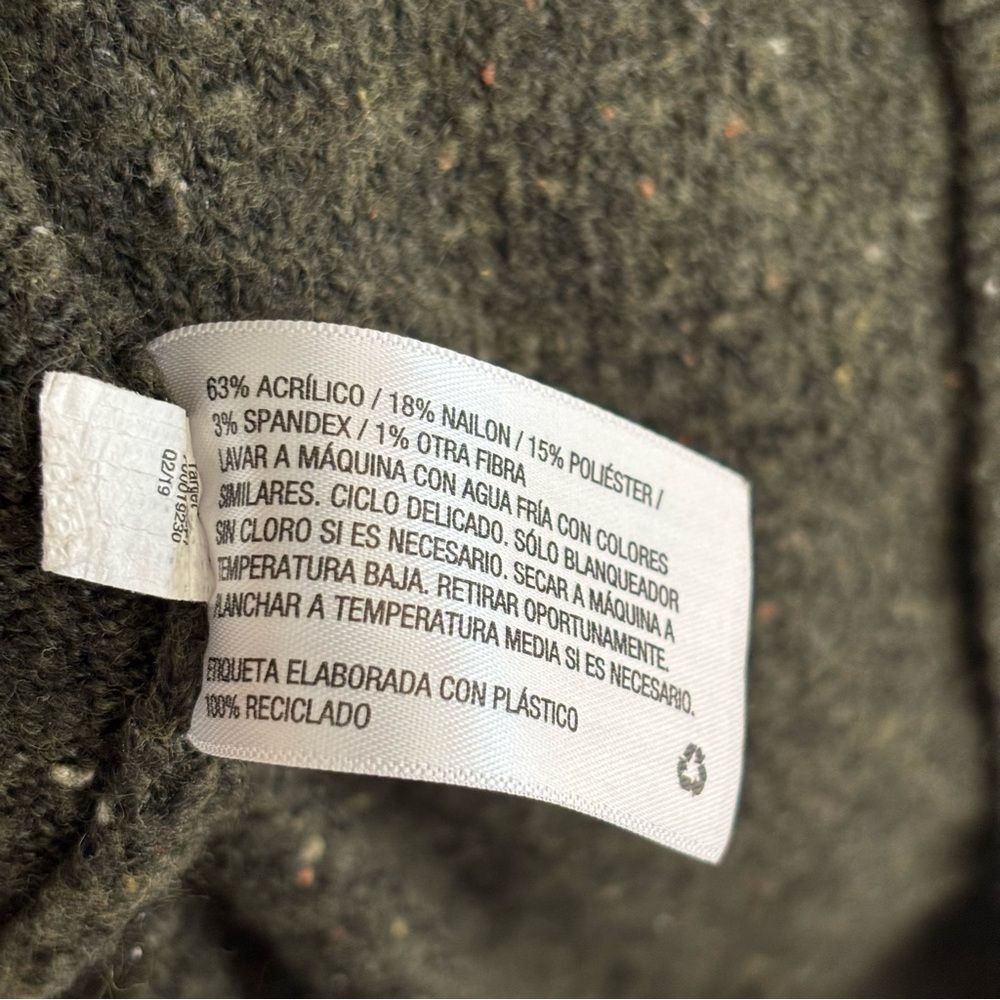 63% ACRÍLICO / 18% NAILON / 15% POLIÉSTER /
3% SPANDEX / 1% OTRA FIBRA
LAVAR A MÁQUINA CON AGUA FRÍA CON COLORES
SIMILARES. CICLO DELICADO. SÓLO BLANQUEADOR
SIN CLORO SI ES NECESARIO. SECAR A MÁQUINA A
TEMPERATURA BAJA. RETIRAR OPORTUNAMENTE.
PLANCHAR A TEMPERATURA MEDIA SI ES NECESARIO.
ETIQUETA ELABORADA CON PLÁSTICO
100% RECICLADO
02/19